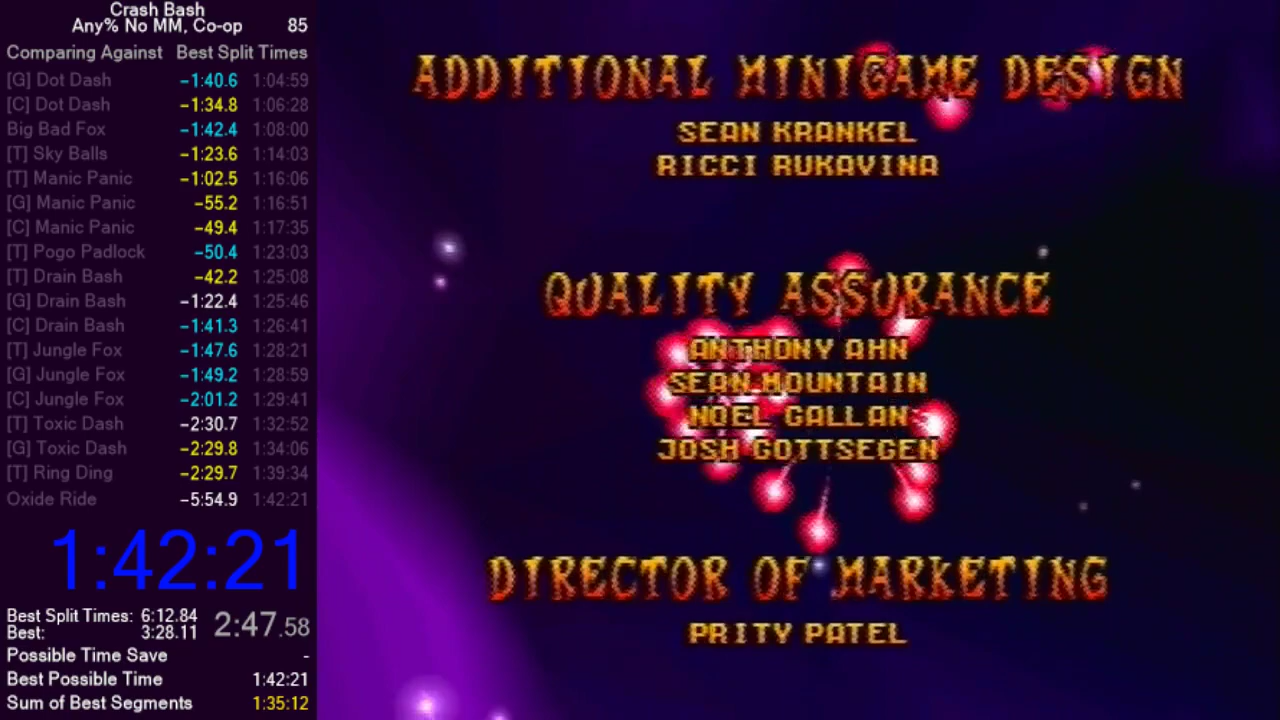 Crash Bash
Any% No MM, Co-op 85
Comparing Against Best Split Times
[G] Dot Dash -1:40.6 1:04:59
[C] Dot Dash -1:34.8 1:06:28
Big Bad Fox -1:42.4 1:08:00
[T] Sky Balls -1:23.6 1:14:03
[T] Manic Panic -1:02.5 1:16:06
[G] Manic Panic -55.2 1:16:51
[C] Manic Panic -49.4 1:17:35
[T] Pogo Padlock -50.4 1:23:03
[T] Drain Bash -42.2 1:25:08
[G] Drain Bash -1:22.4 1:25:46
[C] Drain Bash -1:41.3 1:26:41
[T] Jungle Fox -1:47.6 1:28:21
[G] Jungle Fox -1:49.2 1:28:59
[C] Jungle Fox -2:01.2 1:29:41
[T] Toxic Dash -2:30.7 1:32:52
[G] Toxic Dash -2:29.8 1:34:06
[T] Ring Ding -2:29.7 1:39:34
Oxide Ride -5:54.9 1:42:21
1:42:21
Best Split Times: 6:12.84
Best: 3:28.11
2:47.58
Possible Time Save -
Best Possible Time 1:42:21
Sum of Best Segments 1:35:12
ADDITIONAL MINIGAME DESIGN
SEAN KRANKEL
RICCI RUKAVINA
QUALITY ASSURANCE
ANTHONY AHN
SEAN MOUNTAIN
NOEL GALLAN
JOSH GOTTSEGEN
DIRECTOR OF MARKETING
PRITY PATEL